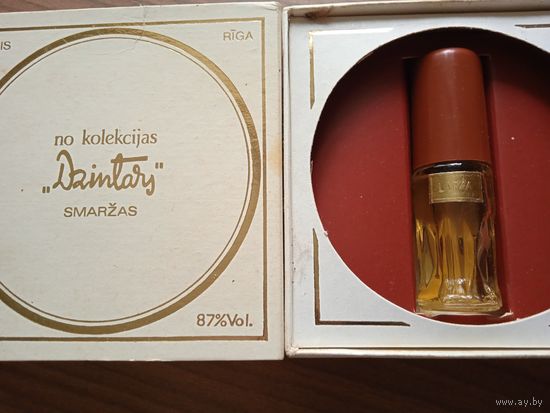 RĪGA
no kolekcijas
„Dzintars"
SMARŽAS
87%Vol.
www.ay.by